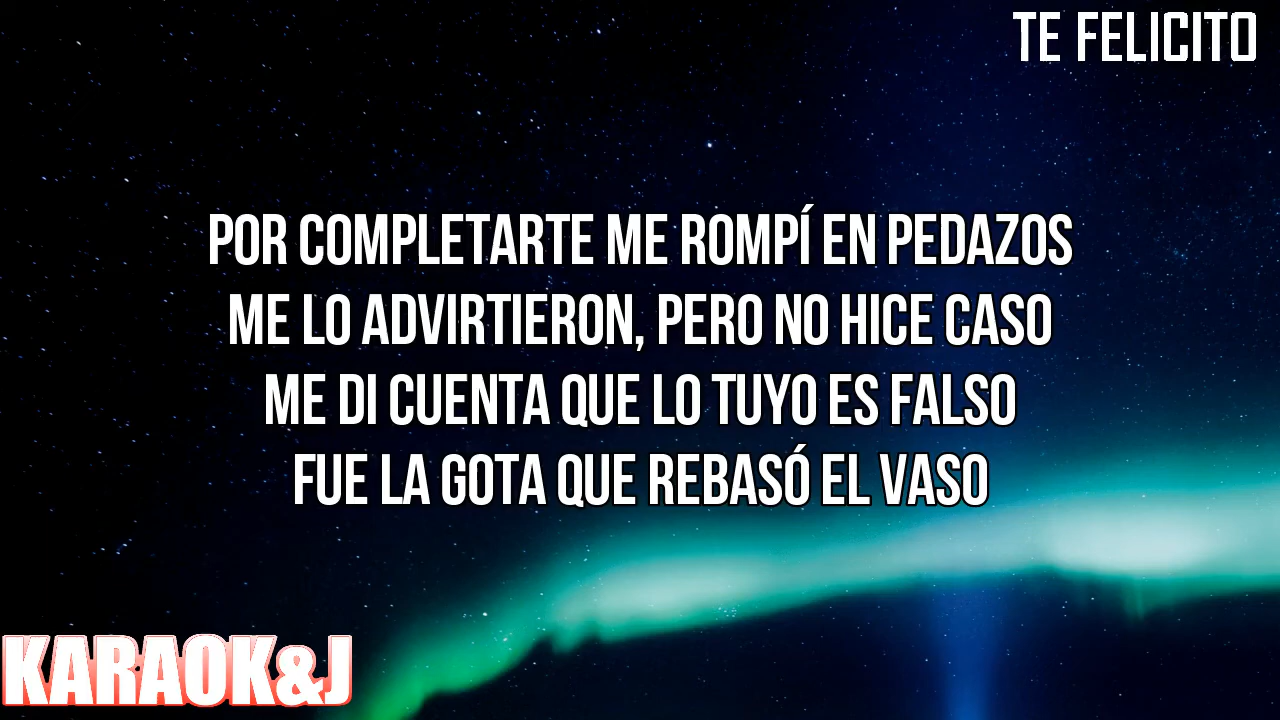 TE FELICITO
POR COMPLETARTE ME ROMPÍ EN PEDAZOS
ME LO ADVIRTIERON, PERO NO HICE CASO
ME DI CUENTA QUE LO TUYO ES FALSO
FUE LA GOTA QUE REBASÓ EL VASO
KARAOK&J